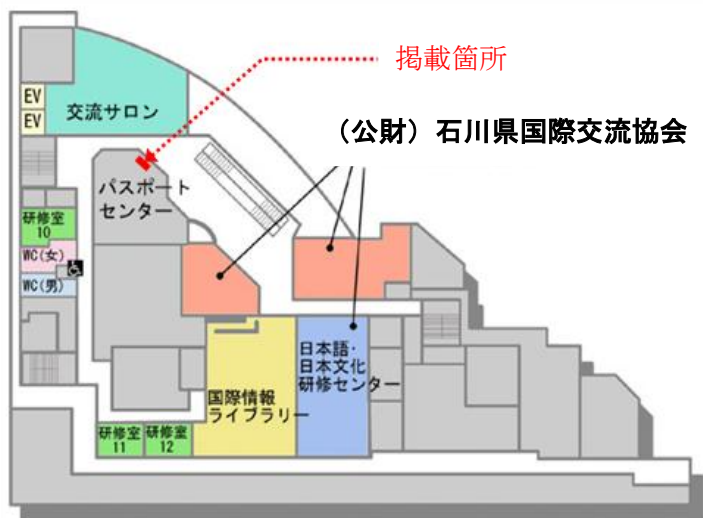 掲載箇所
EV
EV
交流サロン
（公財）石川県国際交流協会
パスポート
センター
研修室
10
WC(女)
WC(男)
日本語・
日本文化
研修センター
国際情報
ライブラリー
研修室
11
研修室
12